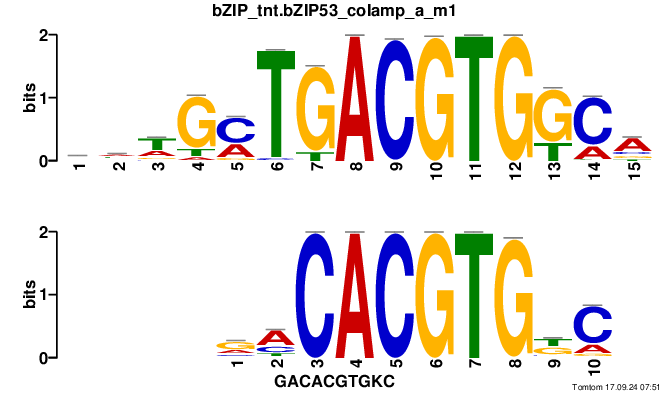 bZIP_tnt.bZIP53_colamp_a_m1
2
1
0
bits
TGCTGACGTGGCA
1 2 3 4 5 6 7 8 9 10 11 12 13 14 15
2
1
0
bits
GACACGTGTC
1 2 3 4 5 6 7 8 9 10
GACACGTGKC
Tomtom 17.09.24 07:51